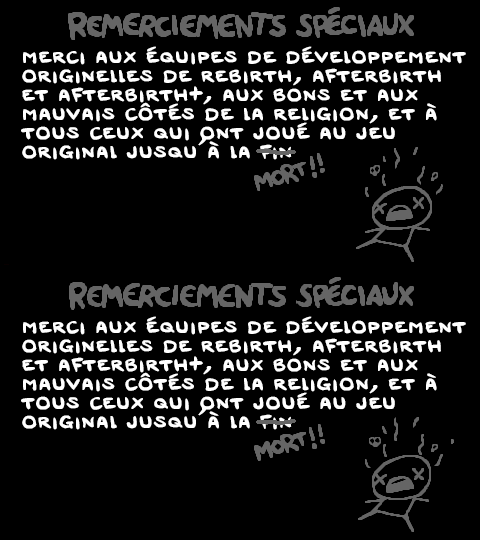 REMERCIEMENTS SPÉCIAUX
MERCI AUX ÉQUIPES DE DÉVELOPPEMENT
ORIGINELLES DE REBIRTH, AFTERBIRTH
ET AFTERBIRTH+, AUX BONS ET AUX
MAUVAIS CÔTÉS DE LA RELIGION, ET À
TOUS CEUX QUI ONT JOUÉ AU JEU
ORIGINAL JUSQU'À LA FIN
MORT!!
REMERCIEMENTS SPÉCIAUX
MERCI AUX ÉQUIPES DE DÉVELOPPEMENT
ORIGINELLES DE REBIRTH, AFTERBIRTH
ET AFTERBIRTH+, AUX BONS ET AUX
MAUVAIS CÔTÉS DE LA RELIGION, ET À
TOUS CEUX QUI ONT JOUÉ AU JEU
ORIGINAL JUSQU'À LA FIN
MORT!!